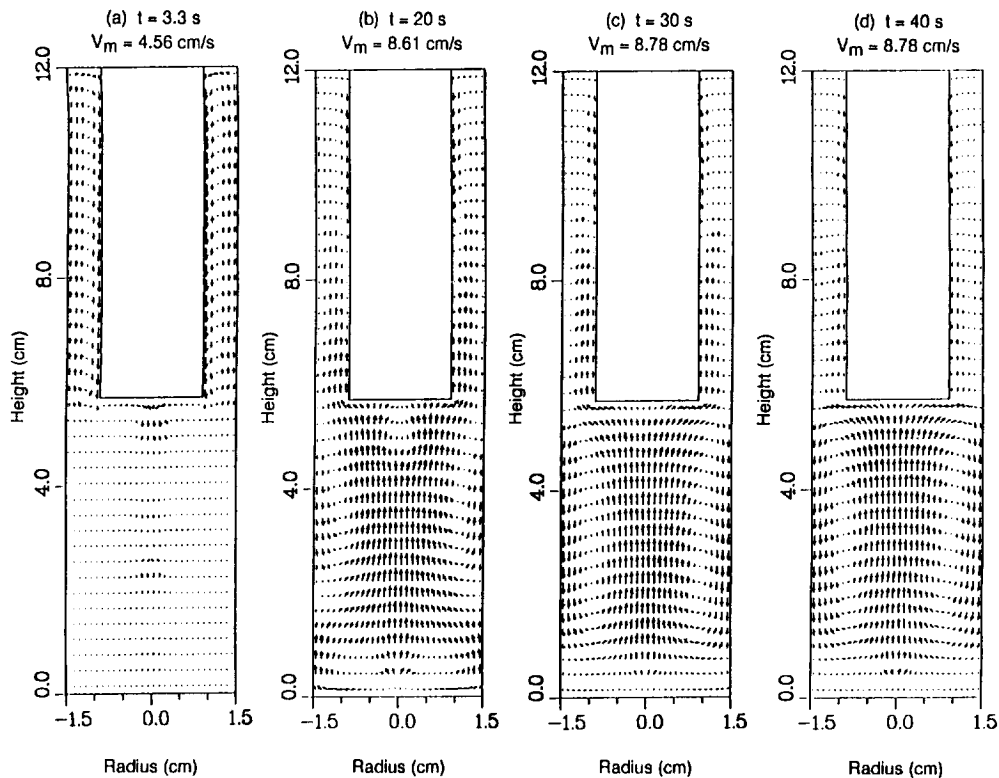 (a) t = 3.3 s
V_m = 4.56 cm/s
(b) t = 20 s
V_m = 8.61 cm/s
(c) t = 30 s
V_m = 8.78 cm/s
(d) t = 40 s
V_m = 8.78 cm/s
Height (cm)
12.0
8.0
4.0
0.0
−1.5 0.0 1.5
Radius (cm)
Height (cm)
12.0
8.0
4.0
0.0
−1.5 0.0 1.5
Radius (cm)
Height (cm)
12.0
8.0
4.0
0.0
−1.5 0.0 1.5
Radius (cm)
Height (cm)
12.0
8.0
4.0
0.0
−1.5 0.0 1.5
Radius (cm)